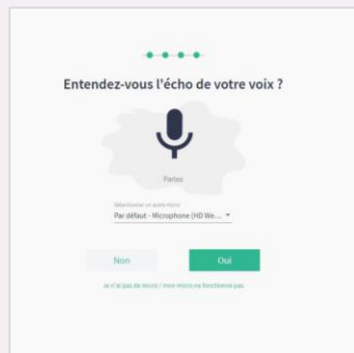 Entendez-vous l'écho de votre voix ?
Parlez
Sélectionner un autre micro
Par défaut - Microphone (HD We...
Non
Oui
Je n'ai pas de micro / mon micro ne fonctionne pas